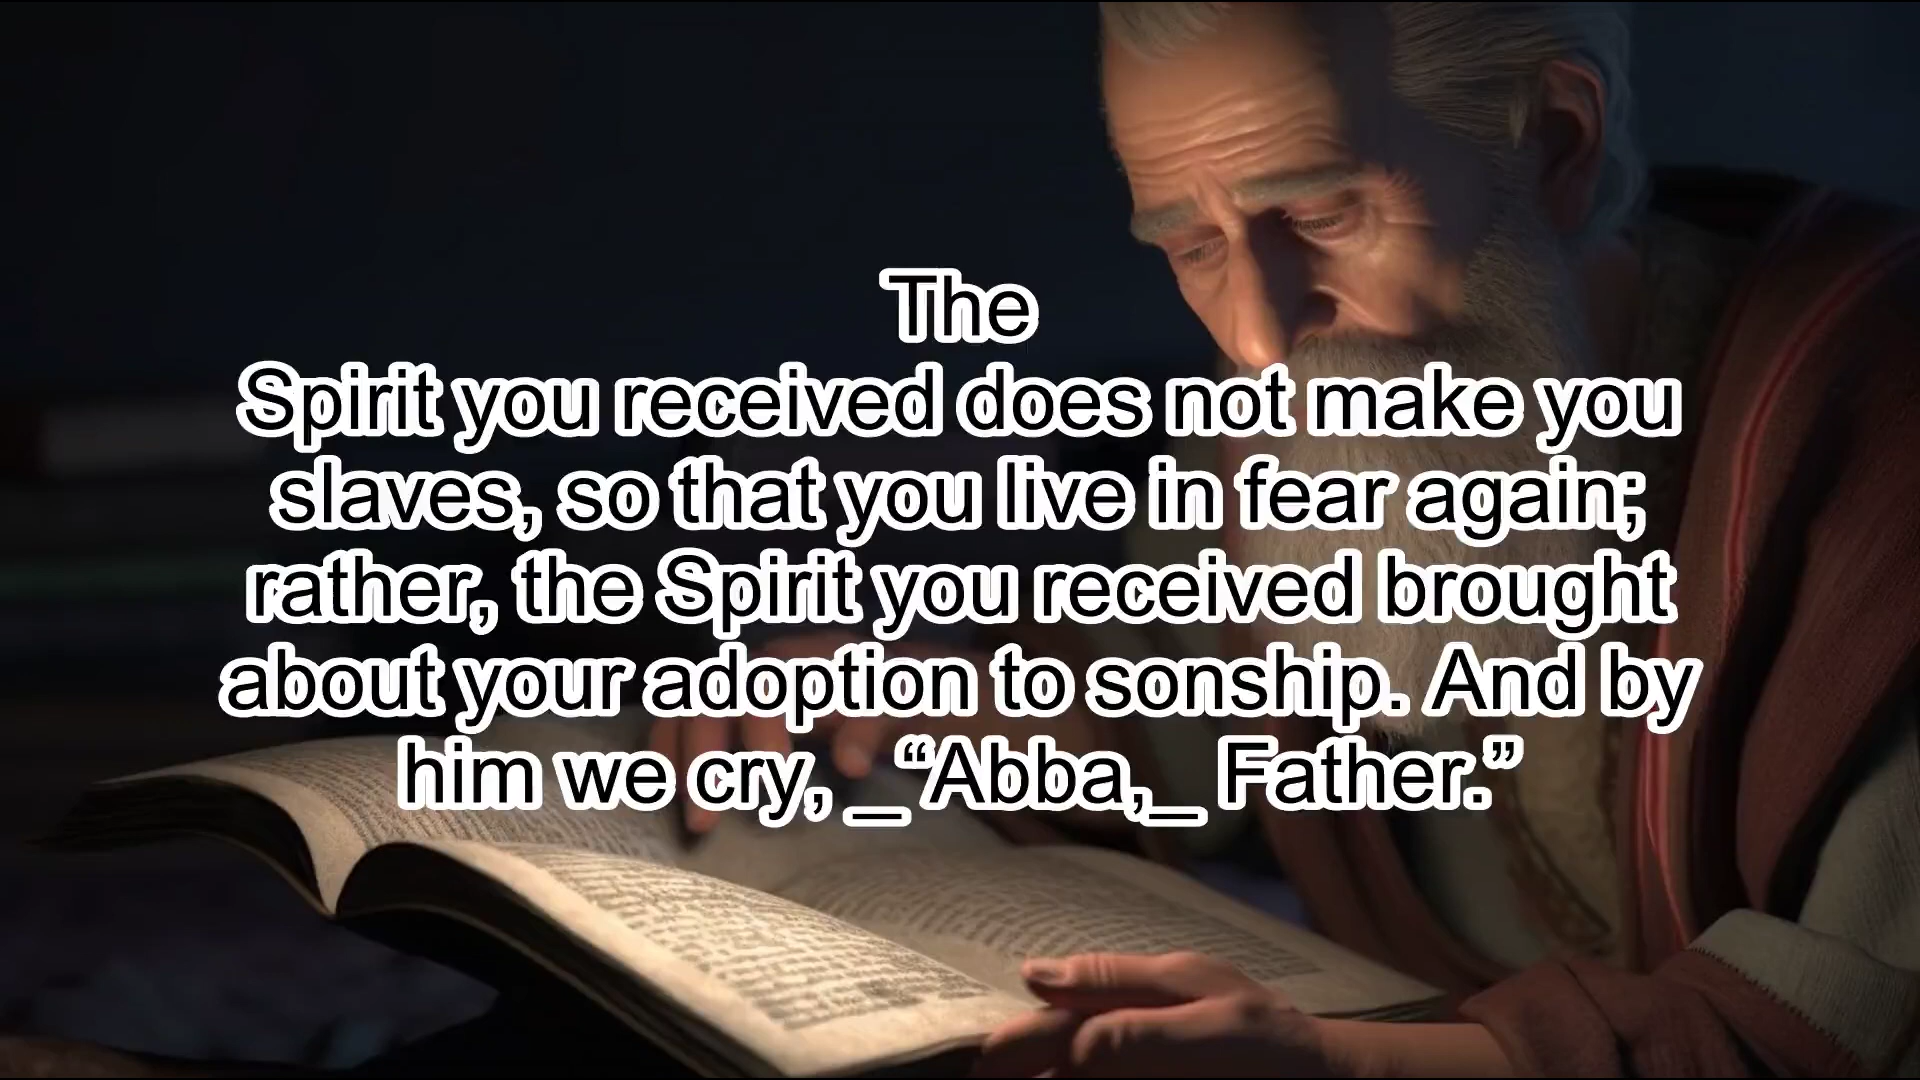 The
Spirit you received does not make you
slaves, so that you live in fear again;
rather, the Spirit you received brought
about your adoption to sonship. And by
him we cry, _“Abba,_ Father.”